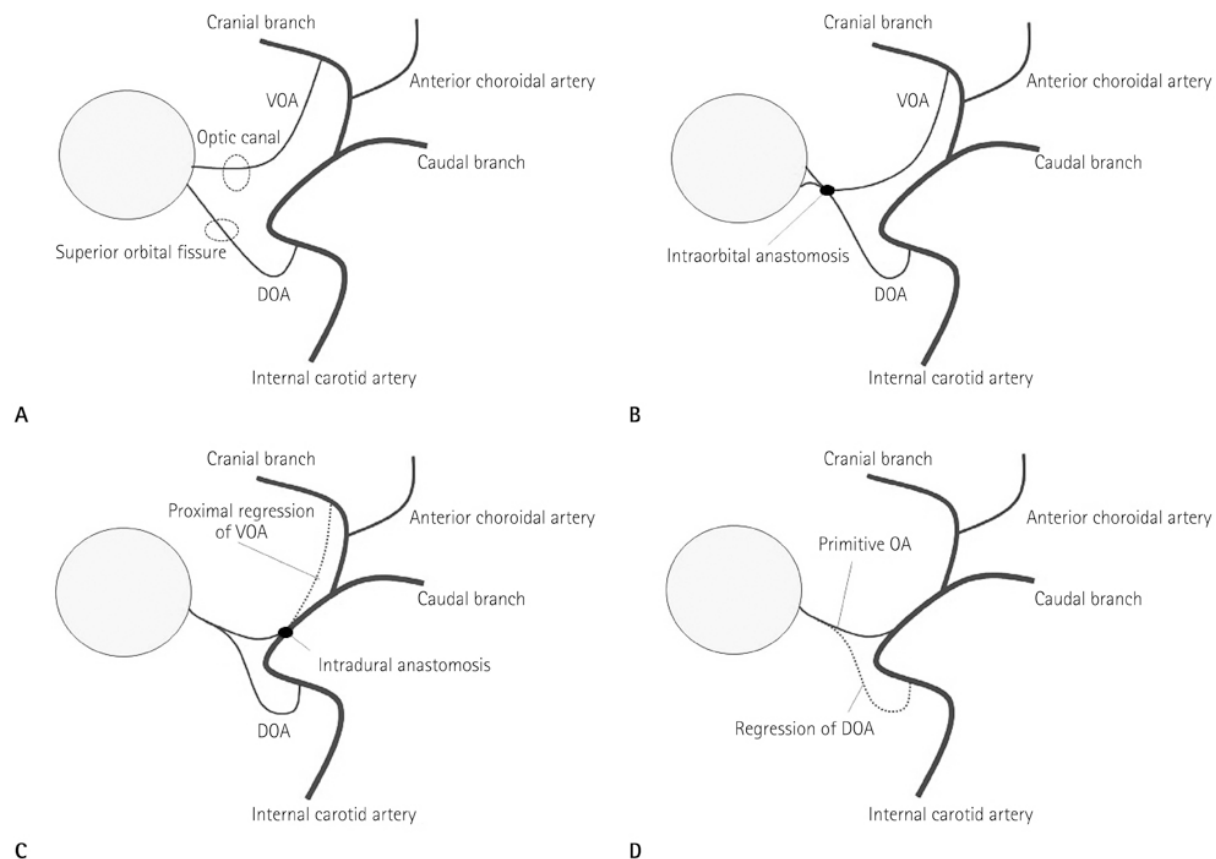 Cranial branch
Anterior choroidal artery
VOA
Optic canal
Caudal branch
Superior orbital fissure
DOA
Internal carotid artery
A
Cranial branch
Anterior choroidal artery
VOA
Caudal branch
Intraorbital anastomosis
DOA
Internal carotid artery
B
Cranial branch
Proximal regression
of VOA
Anterior choroidal artery
Caudal branch
Intradural anastomosis
DOA
Internal carotid artery
C
Cranial branch
Anterior choroidal artery
Primitive OA
Caudal branch
Regression of DOA
Internal carotid artery
D